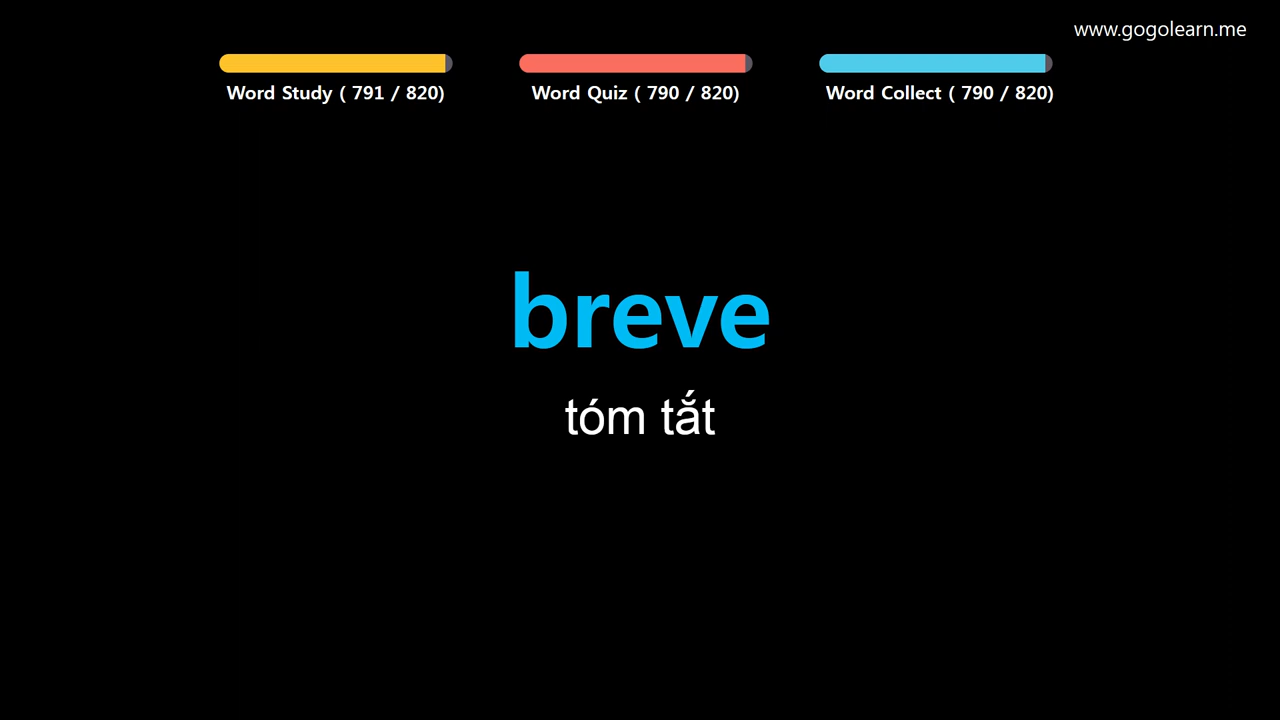 www.gogolearn.me
Word Study ( 791 / 820)
Word Quiz ( 790 / 820)
Word Collect ( 790 / 820)
breve
tóm tắt